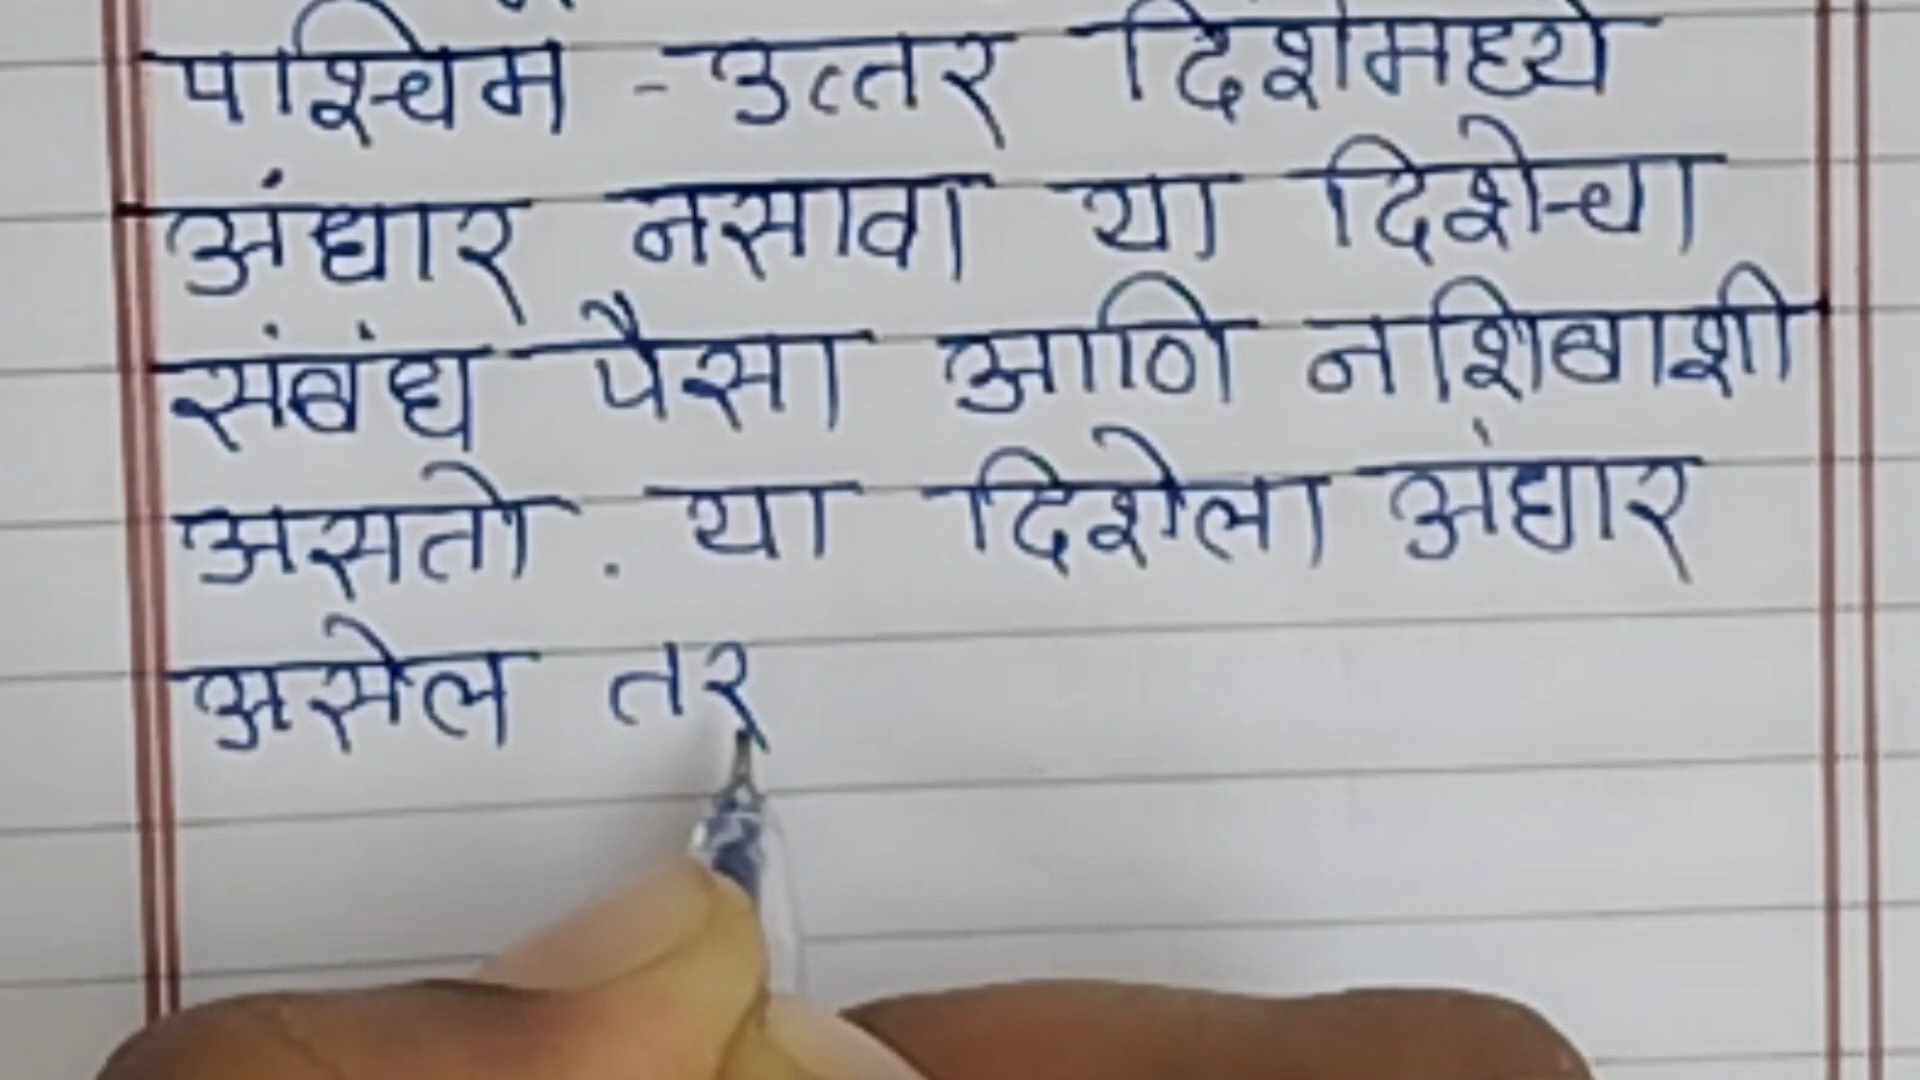 पश्चिम - उत्तर दिशेमध्ये
अंधार नसावा या दिशेचा
संबंध पैसा आणि नशिबाशी
असतो . या दिशेला अंधार
असेल तर